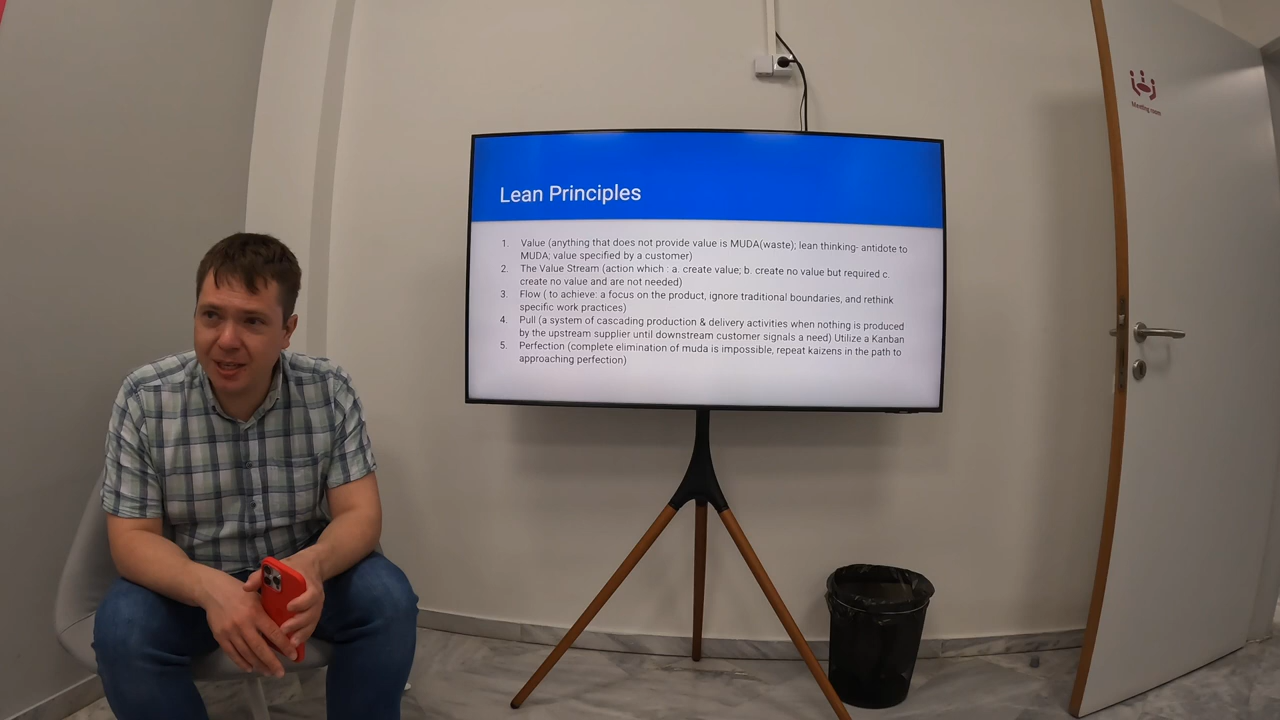 Lean Principles
1. Value (anything that does not provide value is MUDA(waste); lean thinking- antidote to
MUDA; value specified by a customer)
2. The Value Stream (action which : a. create value; b. create no value but required c.
create no value and are not needed)
3. Flow ( to achieve: a focus on the product, ignore traditional boundaries, and rethink
specific work practices)
4. Pull (a system of cascading production & delivery activities when nothing is produced
by the upstream supplier until downstream customer signals a need) Utilize a Kanban
5. Perfection (complete elimination of muda is impossible, repeat kaizens in the path to
approaching perfection)
Meeting room